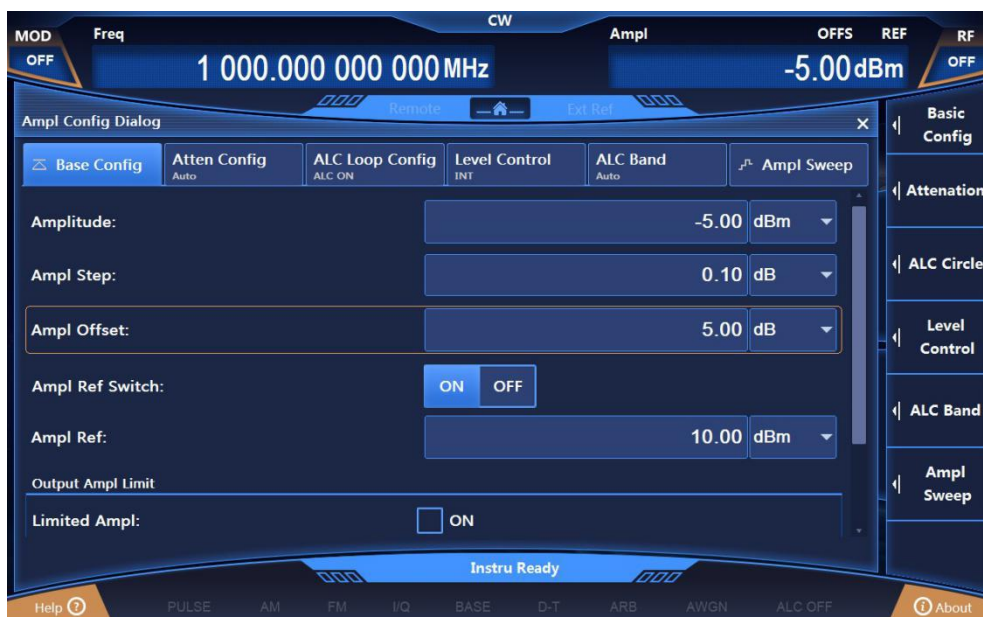 CW
MOD Freq Ampl OFFS REF RF
OFF 1 000.000 000 000 MHz -5.00 dBm OFF
Remote Ext Ref
Ampl Config Dialog ×
Base Config
Atten Config
Auto
ALC Loop Config
ALC ON
Level Control
INT
ALC Band
Auto
Ampl Sweep
Amplitude: -5.00 dBm
Ampl Step: 0.10 dB
Ampl Offset: 5.00 dB
Ampl Ref Switch: ON OFF
Ampl Ref: 10.00 dBm
Output Ampl Limit
Limited Ampl: ON
Basic
Config
Attenation
ALC Circle
Level
Control
ALC Band
Ampl
Sweep
Instru Ready
Help ? PULSE AM FM I/Q BASE D-T ARB AWGN ALC OFF i About